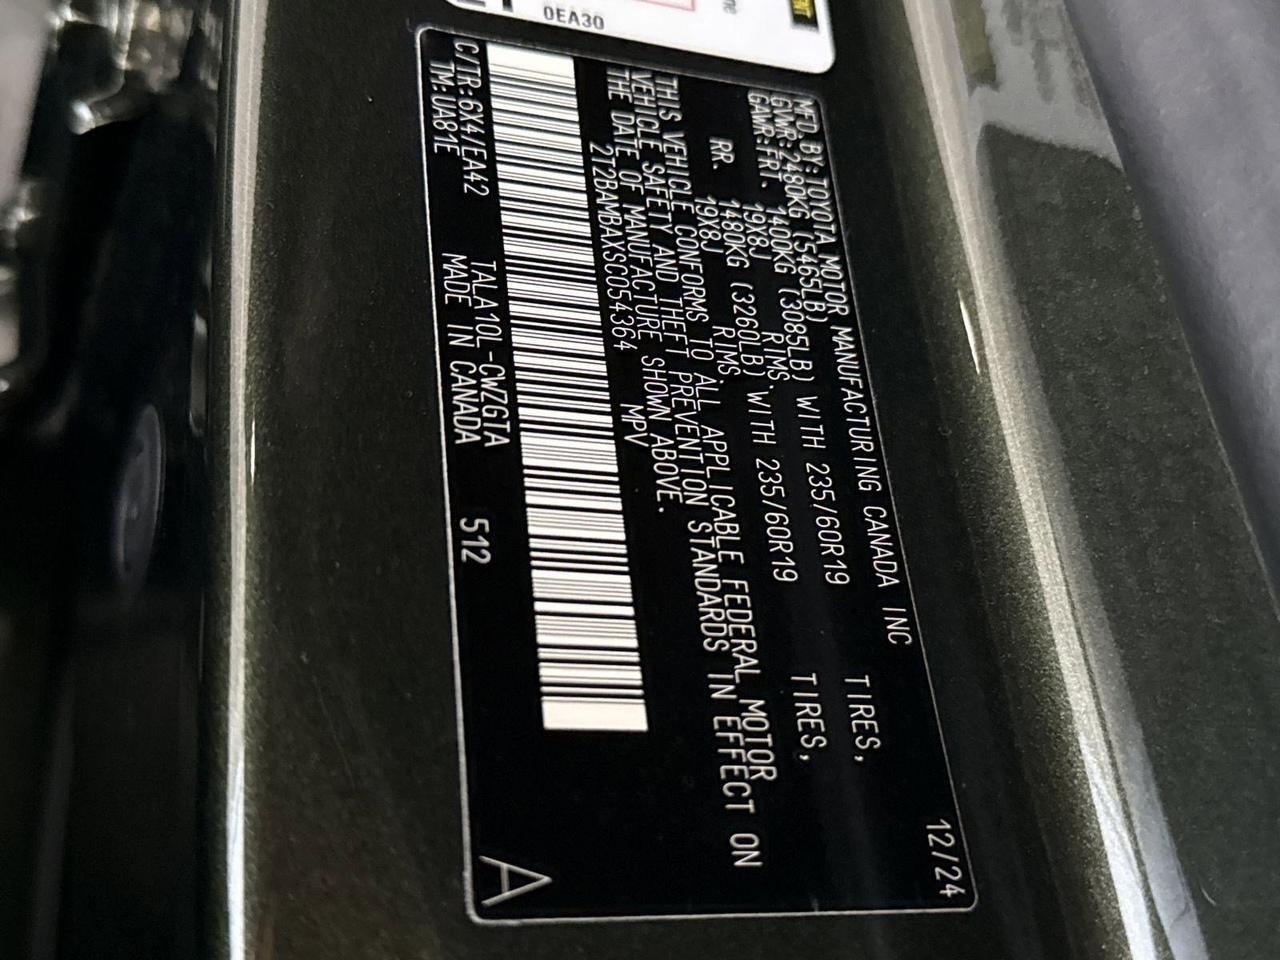 0EA30
MFD. BY: TOYOTA MOTOR MANUFACTURING CANADA INC 12/24
GVWR: 2480KG (5465LB)
GAWR: FRT. 1400KG (3085LB) WITH 235/60R19 TIRES,
19X8J RIMS.
RR. 1480KG (3260LB) WITH 235/60R19 TIRES,
19X8J RIMS.
THIS VEHICLE CONFORMS TO ALL APPLICABLE FEDERAL MOTOR
VEHICLE SAFETY AND THEFT PREVENTION STANDARDS IN EFFECT ON
THE DATE OF MANUFACTURE SHOWN ABOVE.
2T2BAMBAXSC054364 MPV
C/TR: 6X4/EA42 TALA10L-CWZGTA
TM: UA81E MADE IN CANADA 512 A